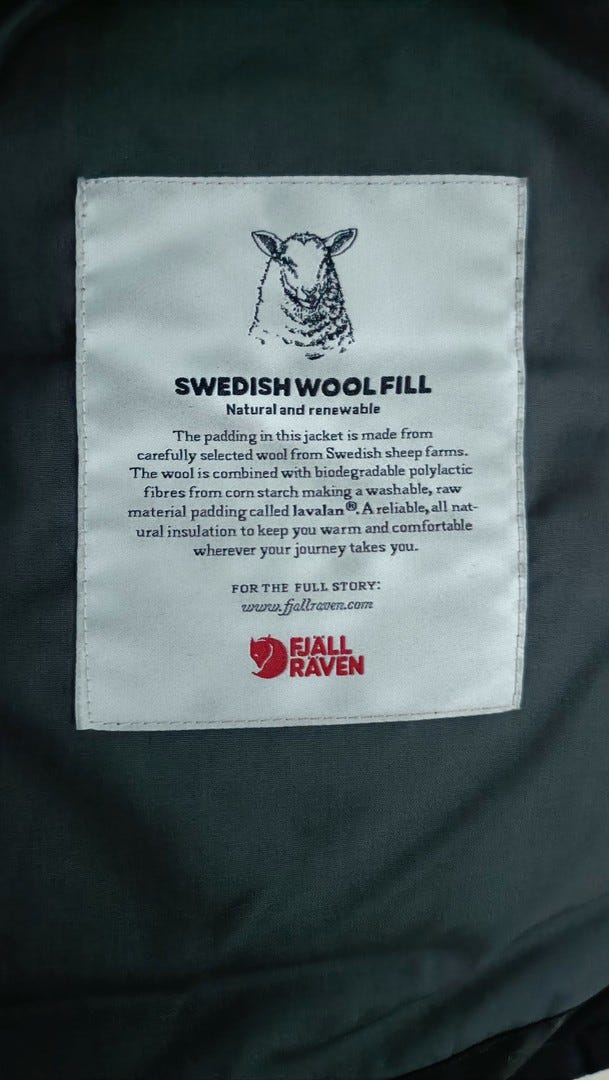 SWEDISH WOOL FILL
Natural and renewable
The padding in this jacket is made from
carefully selected wool from Swedish sheep farms.
The wool is combined with biodegradable polylactic
fibres from corn starch making a washable, raw
material padding called lavalan®. A reliable, all nat-
ural insulation to keep you warm and comfortable
wherever your journey takes you.
FOR THE FULL STORY:
www.fjallraven.com
FJÄLL
RÄVEN